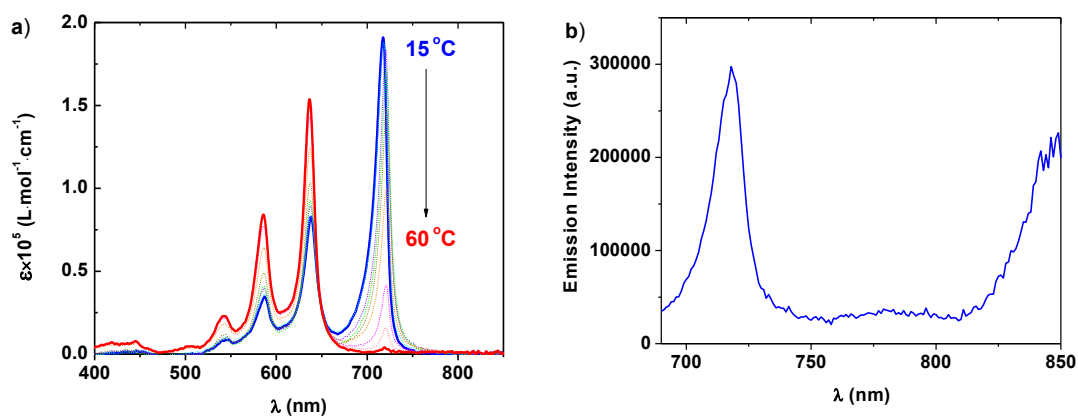 a)
15 °C
60 °C
ε×10⁵ (L·mol⁻¹·cm⁻¹)
2.0
1.5
1.0
0.5
0.0
400 500 600 700 800
λ (nm)
b)
Emission Intensity (a.u.)
300000
200000
100000
0
700 750 800 850
λ (nm)